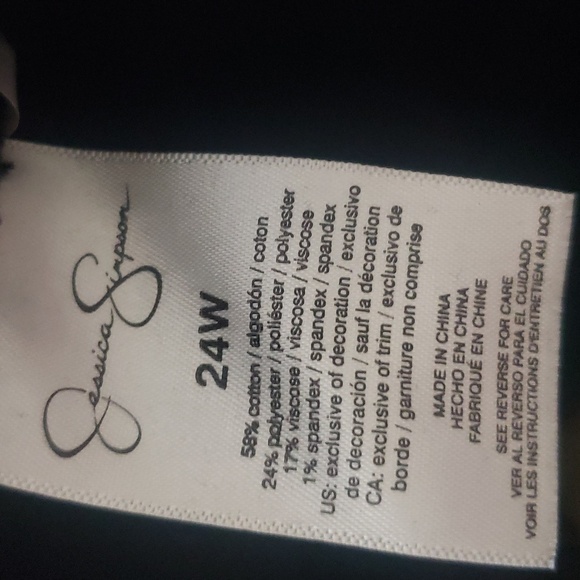 Jessica Simpson
24W
58% cotton / algodón / coton
24% polyester / poliéster / polyester
17% viscose / viscosa / viscose
1% spandex / spandex / spandex
US: exclusive of decoration / exclusivo
de decoración / sauf la décoration
CA: exclusive of trim / exclusivo de
borde / garniture non comprise
MADE IN CHINA
HECHO EN CHINA
FABRIQUÉ EN CHINE
SEE REVERSE FOR CARE
VER AL REVERSO PARA EL CUIDADO
VOIR LES INSTRUCTIONS D'ENTRETIEN AU DOS